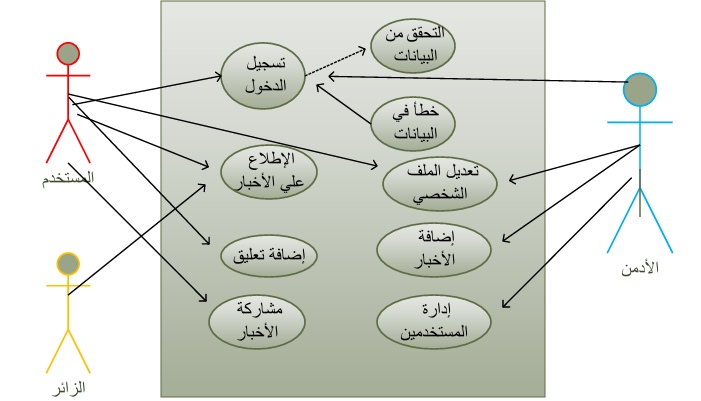 التحقق من
البيانات
تسجيل
الدخول
خطأ في
البيانات
المستخدم
الإطلاع
علي الأخبار
تعديل الملف
الشخصي
إضافة تعليق
إضافة
الأخبار
الأدمن
مشاركة
الأخبار
إدارة
المستخدمين
الزائر